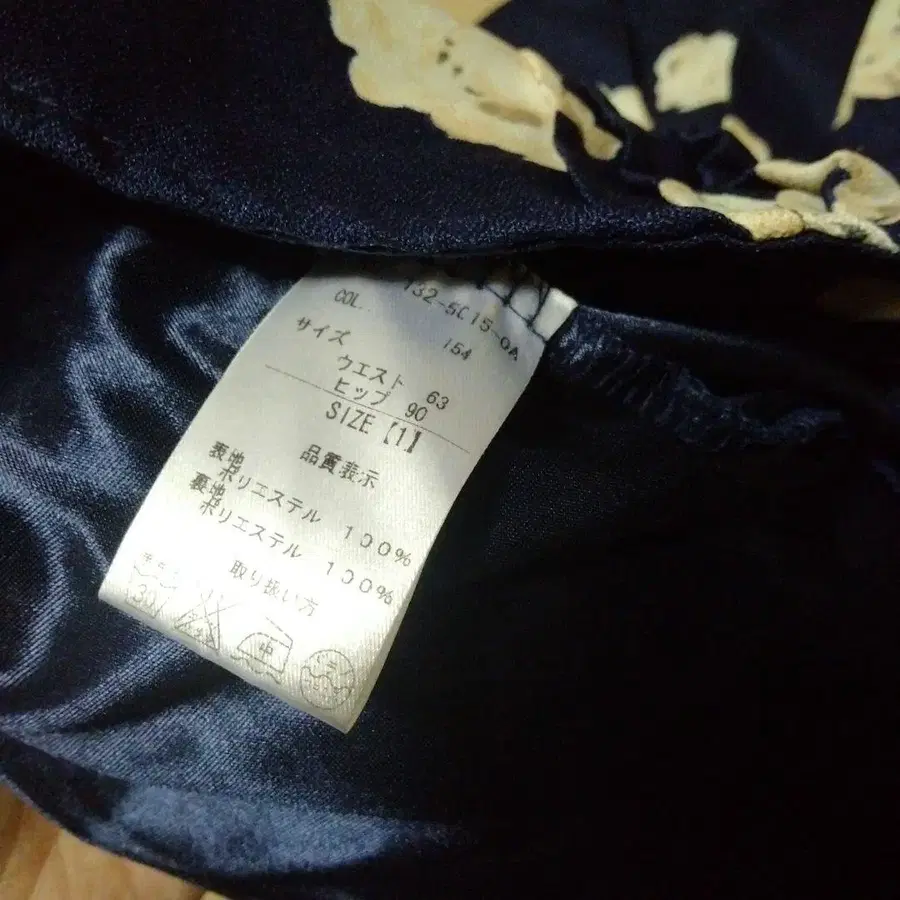 132-5015-0A
COL. 154
サイズ
ウエスト 63
ヒップ 90
SIZE【1】
品質表示
表地
ポリエステル 100%
裏地
ポリエステル 100%
取り扱い方
30
中